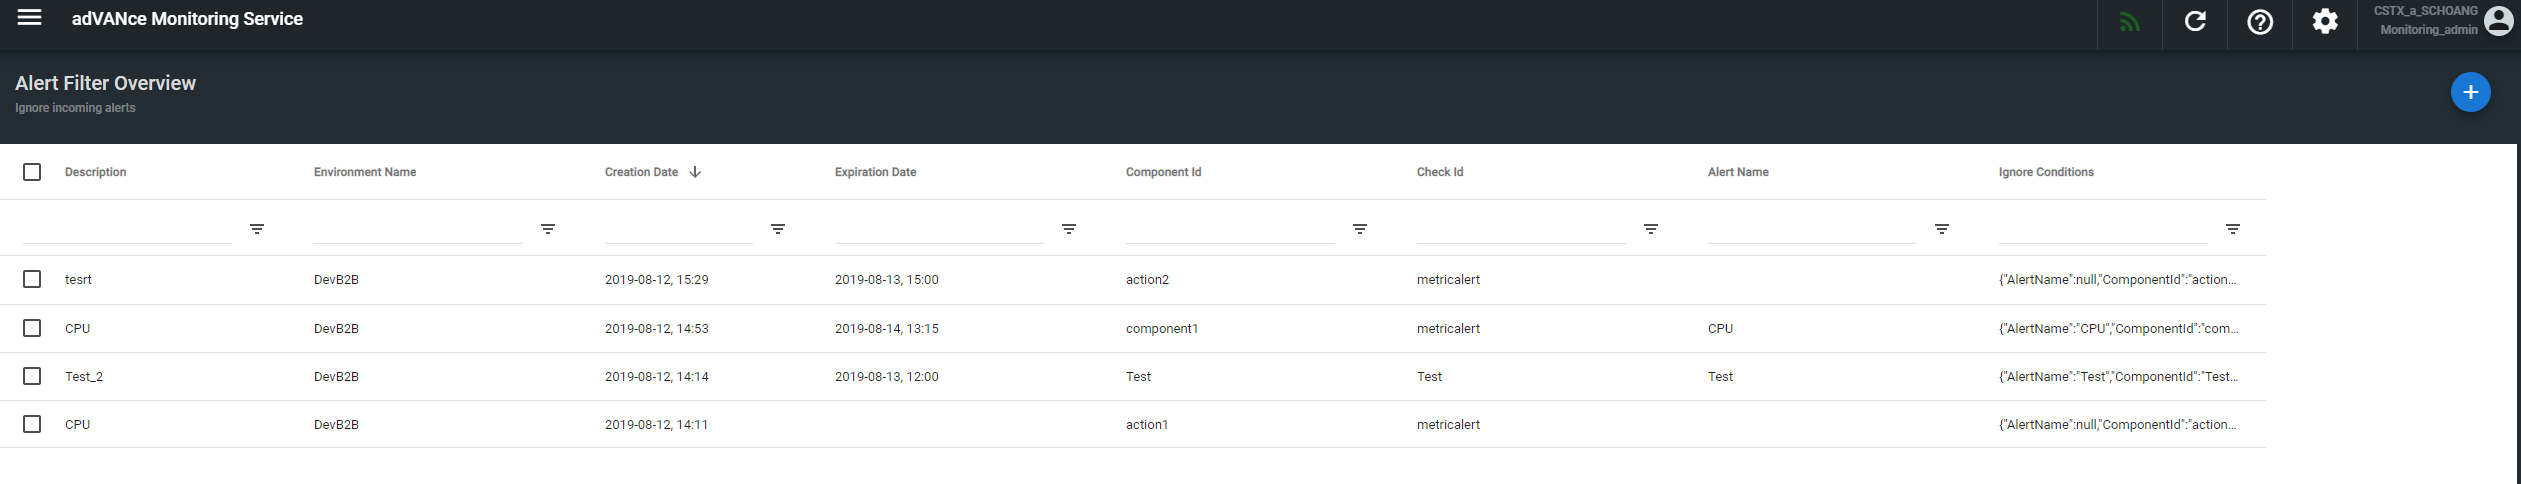 adVANce Monitoring Service
CSTX_a_SCHOANG
Monitoring_admin
Alert Filter Overview
Ignore incoming alerts
Description Environment Name Creation Date Expiration Date Component Id Check Id Alert Name Ignore Conditions
tesrt DevB2B 2019-08-12, 15:29 2019-08-13, 15:00 action2 metricalert {"AlertName":null,"ComponentId":"action...
CPU DevB2B 2019-08-12, 14:53 2019-08-14, 13:15 component1 metricalert CPU {"AlertName":"CPU","ComponentId":"com...
Test_2 DevB2B 2019-08-12, 14:14 2019-08-13, 12:00 Test Test Test {"AlertName":"Test","ComponentId":"Test...
CPU DevB2B 2019-08-12, 14:11 action1 metricalert {"AlertName":null,"ComponentId":"action...